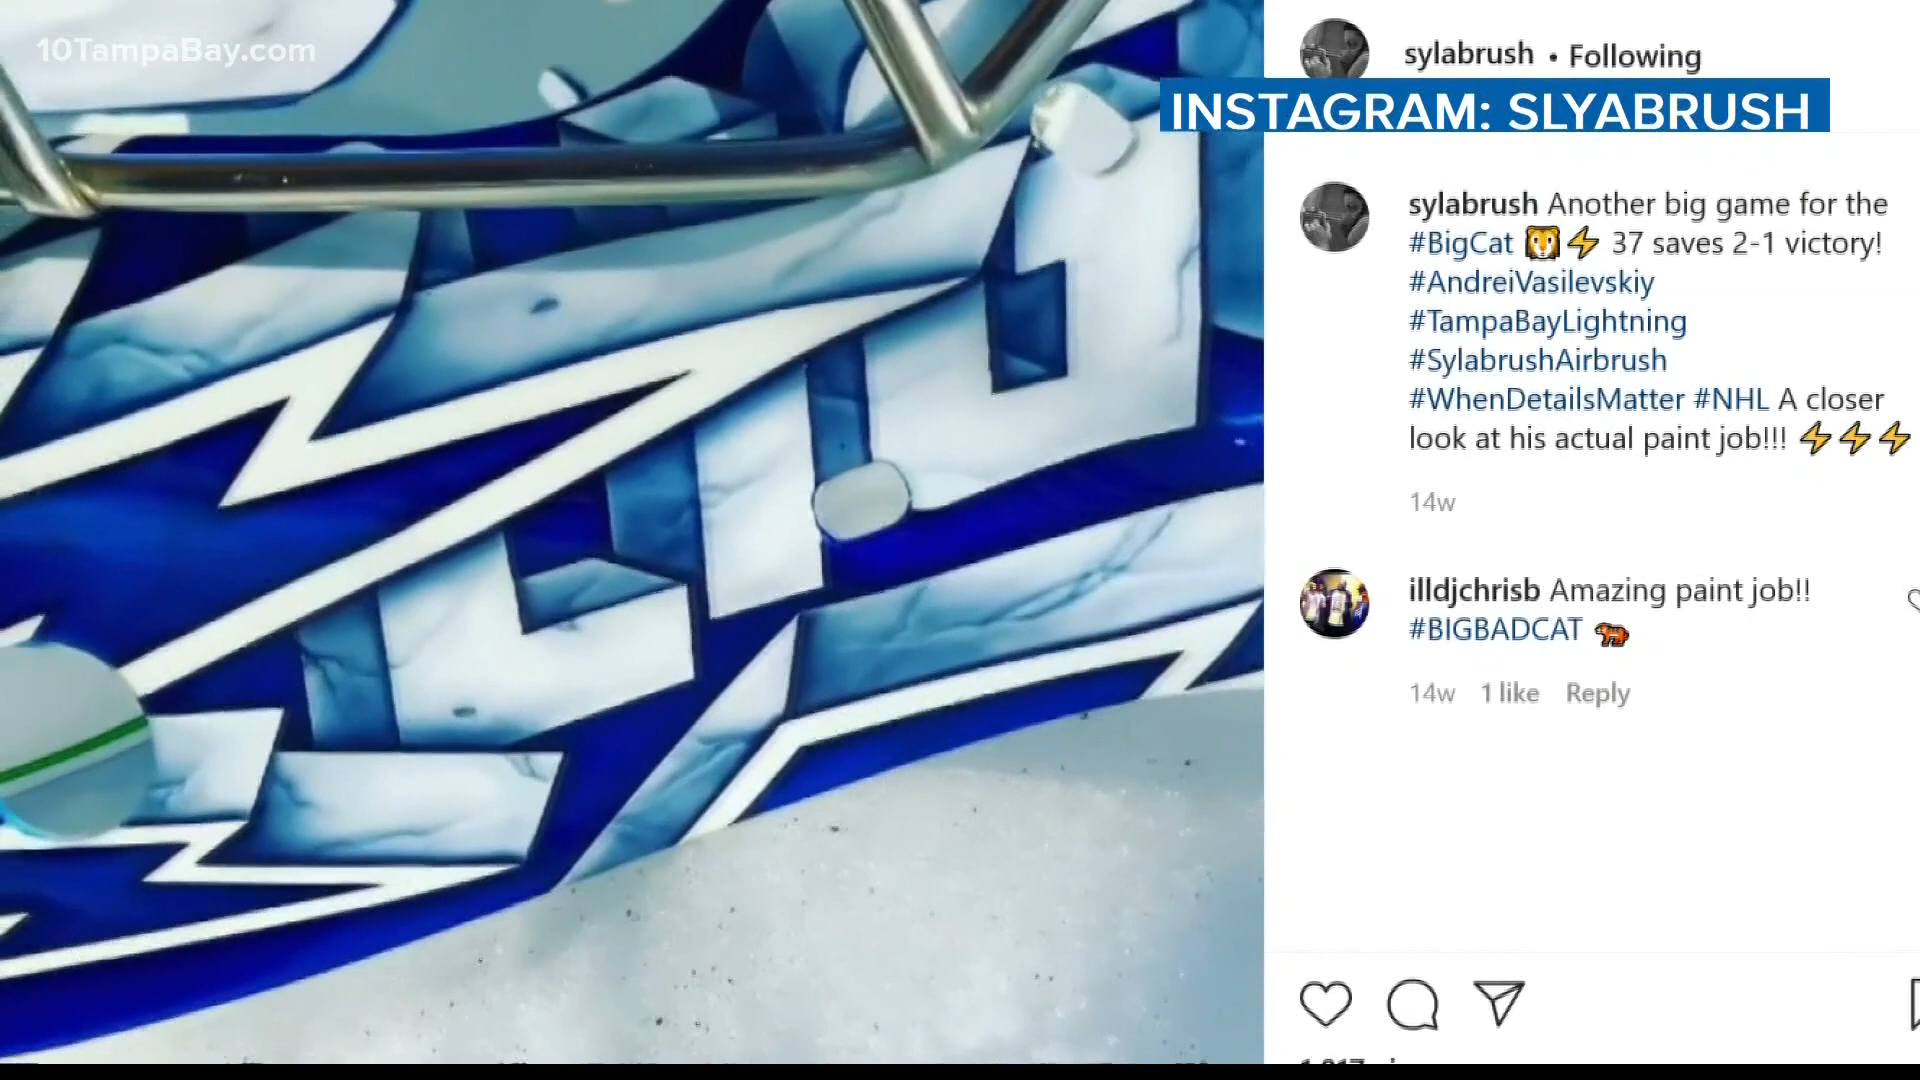 10TampaBay.com
sylabrush • Following
INSTAGRAM: SLYABRUSH
sylabrush Another big game for the
#BigCat 🦁⚡ 37 saves 2-1 victory!
#AndreiVasilevskiy
#TampaBayLightning
#SylabrushAirbrush
#WhenDetailsMatter #NHL A closer
look at his actual paint job!!! ⚡⚡⚡
14w
illdjchrisb Amazing paint job!!
#BIGBADCAT 🐅
14w 1 like Reply